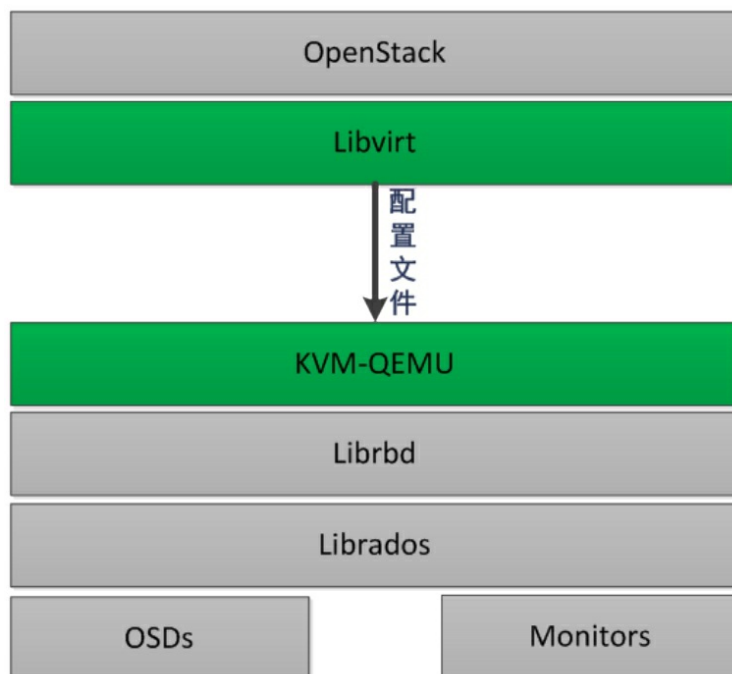 OpenStack
Libvirt
配置文件
KVM-QEMU
Librbd
Librados
OSDs
Monitors